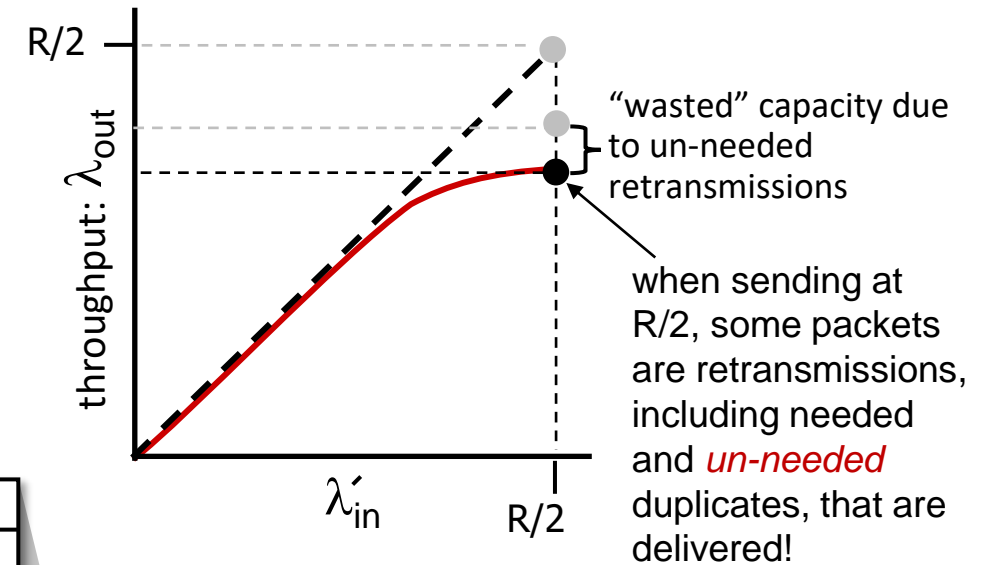 R/2
throughput: λout
“wasted” capacity due
to un-needed
retransmissions
when sending at
R/2, some packets
are retransmissions,
including needed
and un-needed
duplicates, that are
delivered!
λ′in
R/2